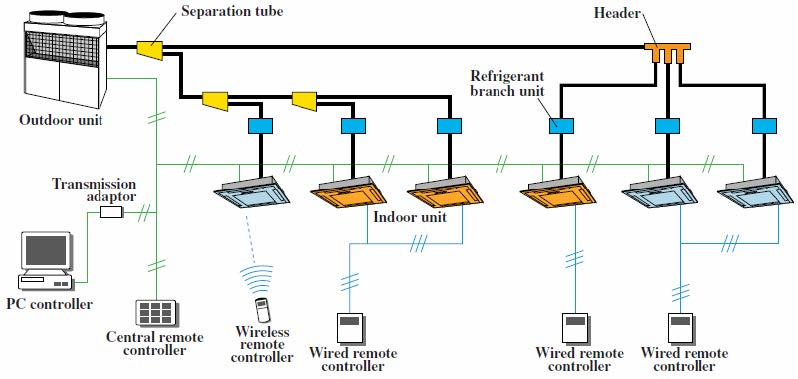 Separation tube
Header
Refrigerant
branch unit
Outdoor unit
Transmission
adaptor
Indoor unit
PC controller
Central remote
controller
Wireless
remote
controller
Wired remote
controller
Wired remote
controller
Wired remote
controller